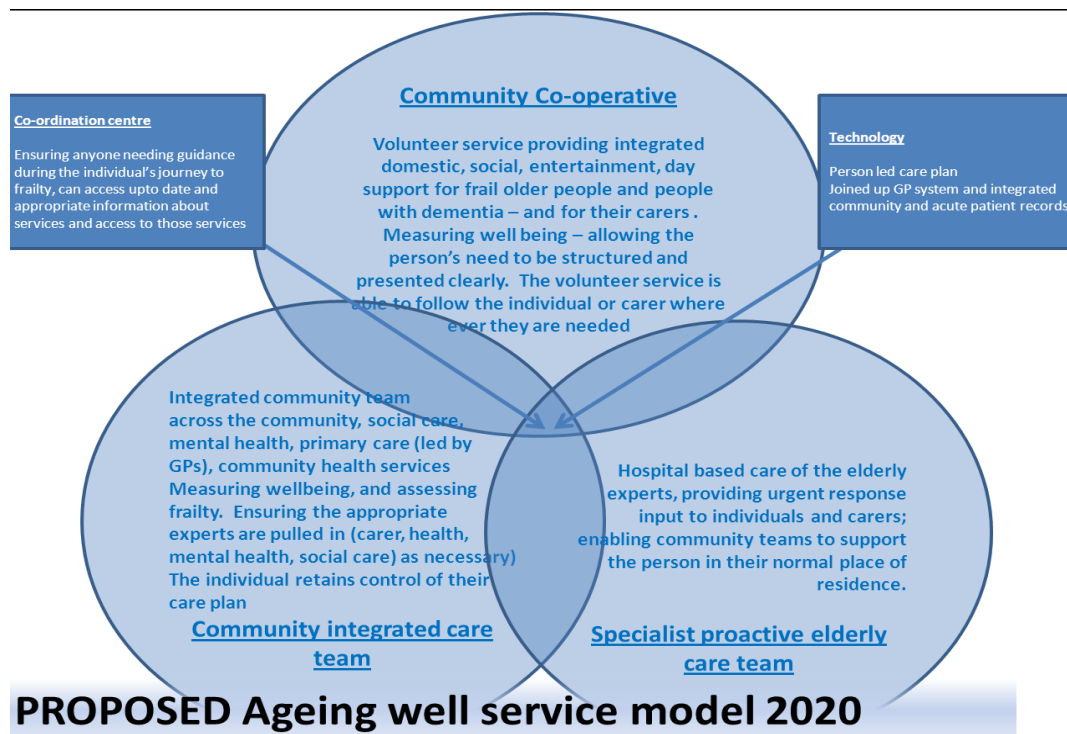 Community Co-operative
Volunteer service providing integrated
domestic, social, entertainment, day
support for frail older people and people
with dementia – and for their carers .
Measuring well being – allowing the
person's need to be structured and
presented clearly.  The volunteer service is
able to follow the individual or carer where
ever they are needed
Co-ordination centre
Ensuring anyone needing guidance
during the individual's journey to
frailty, can access upto date and
appropriate information about
services and access to those services
Technology
Person led care plan
Joined up GP system and integrated
community and acute patient records
Integrated community team
across the community, social care,
mental health, primary care (led by
GPs), community health services
Measuring wellbeing, and assessing
frailty.  Ensuring the appropriate
experts are pulled in (carer, health,
mental health, social care) as necessary)
The individual retains control of their
care plan
Community integrated care
team
Hospital based care of the elderly
experts, providing urgent response
input to individuals and carers;
enabling community teams to support
the person in their normal place of
residence.
Specialist proactive elderly
care team
PROPOSED Ageing well service model 2020